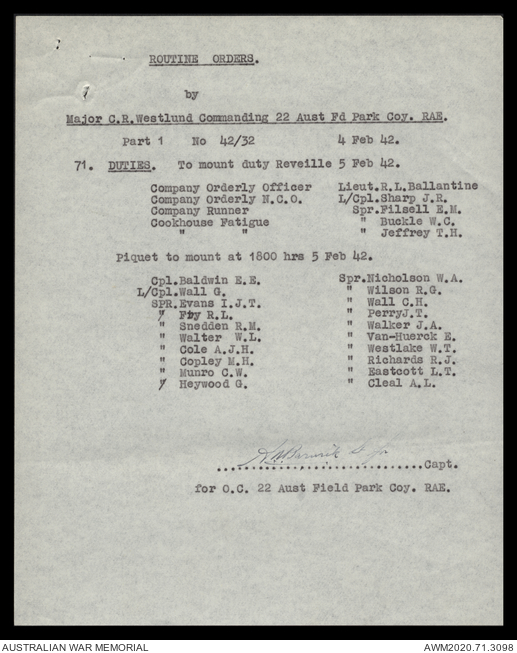 ROUTINE ORDERS.
by
Major C.R.Westlund Commanding 22 Aust Fd Park Coy. RAE.
Part 1 No 42/32 4 Feb 42.
71. DUTIES. To mount duty Reveille 5 Feb 42.
Company Orderly Officer Lieut.R.L.Ballantine
Company Orderly N.C.O. L/Cpl.Sharp J.R.
Company Runner Spr.Filsell E.M.
Cookhouse Fatigue " Buckle W.C.
" " " Jeffrey T.H.
Piquet to mount at 1800 hrs 5 Feb 42.
Cpl.Baldwin E.E. Spr.Nicholson W.A.
L/Cpl.Wall G. " Wilson R.G.
SPR.Evans I.J.T. " Wall C.H.
" R.L. " PerryJ.T.
" Snedden R.M. " Walker J.A.
" Walter W.L. " Van-Huerck E.
" Cole A.J.H. " Westlake W.T.
" Copley M.H. " Richards R.J.
" Munro C.W. " Eastcott L.T.
" Heywood G. " Cleal A.L.
Capt.
for O.C. 22 Aust Field Park Coy. RAE.
AUSTRALIAN WAR MEMORIAL AWM2020.71.3098